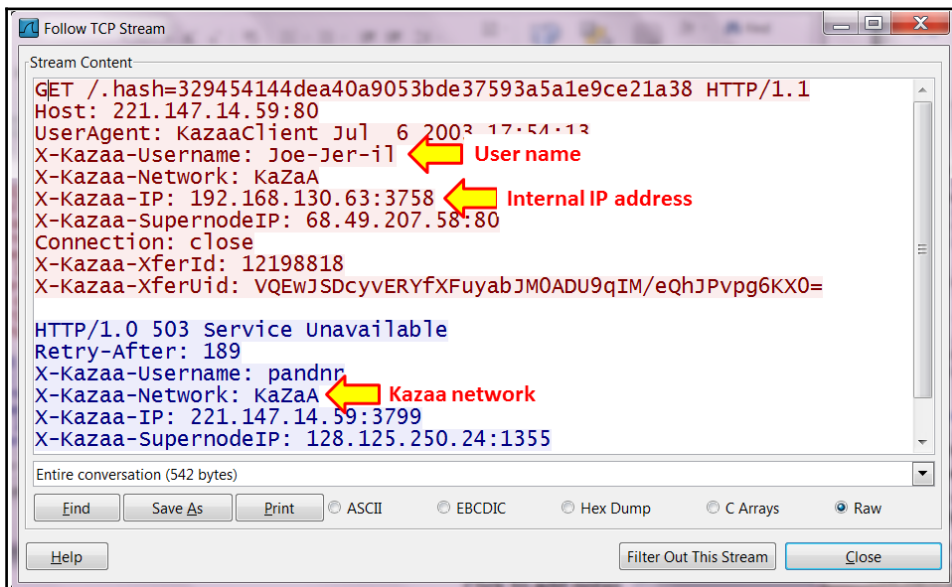 Follow TCP Stream
Stream Content
GET /.hash=329454144dea40a9053bde37593a5a1e9ce21a38 HTTP/1.1
Host: 221.147.14.59:80
UserAgent: KazaaClient Jul 6 2003 17:54:13
X-Kazaa-Username: Joe-Jer-il User name
X-Kazaa-Network: KaZaA
X-Kazaa-IP: 192.168.130.63:3758 Internal IP address
X-Kazaa-SupernodeIP: 68.49.207.58:80
Connection: close
X-Kazaa-XferId: 12198818
X-Kazaa-XferUid: VQEwJSDcyvERYfXFuyabJMOADU9qIM/eQhJPvpg6KX0=
HTTP/1.0 503 Service Unavailable
Retry-After: 189
X-Kazaa-Username: pandnr
X-Kazaa-Network: KaZaA Kazaa network
X-Kazaa-IP: 221.147.14.59:3799
X-Kazaa-SupernodeIP: 128.125.250.24:1355
Entire conversation (542 bytes)
Find Save As Print ASCII EBCDIC Hex Dump C Arrays Raw
Help Filter Out This Stream Close